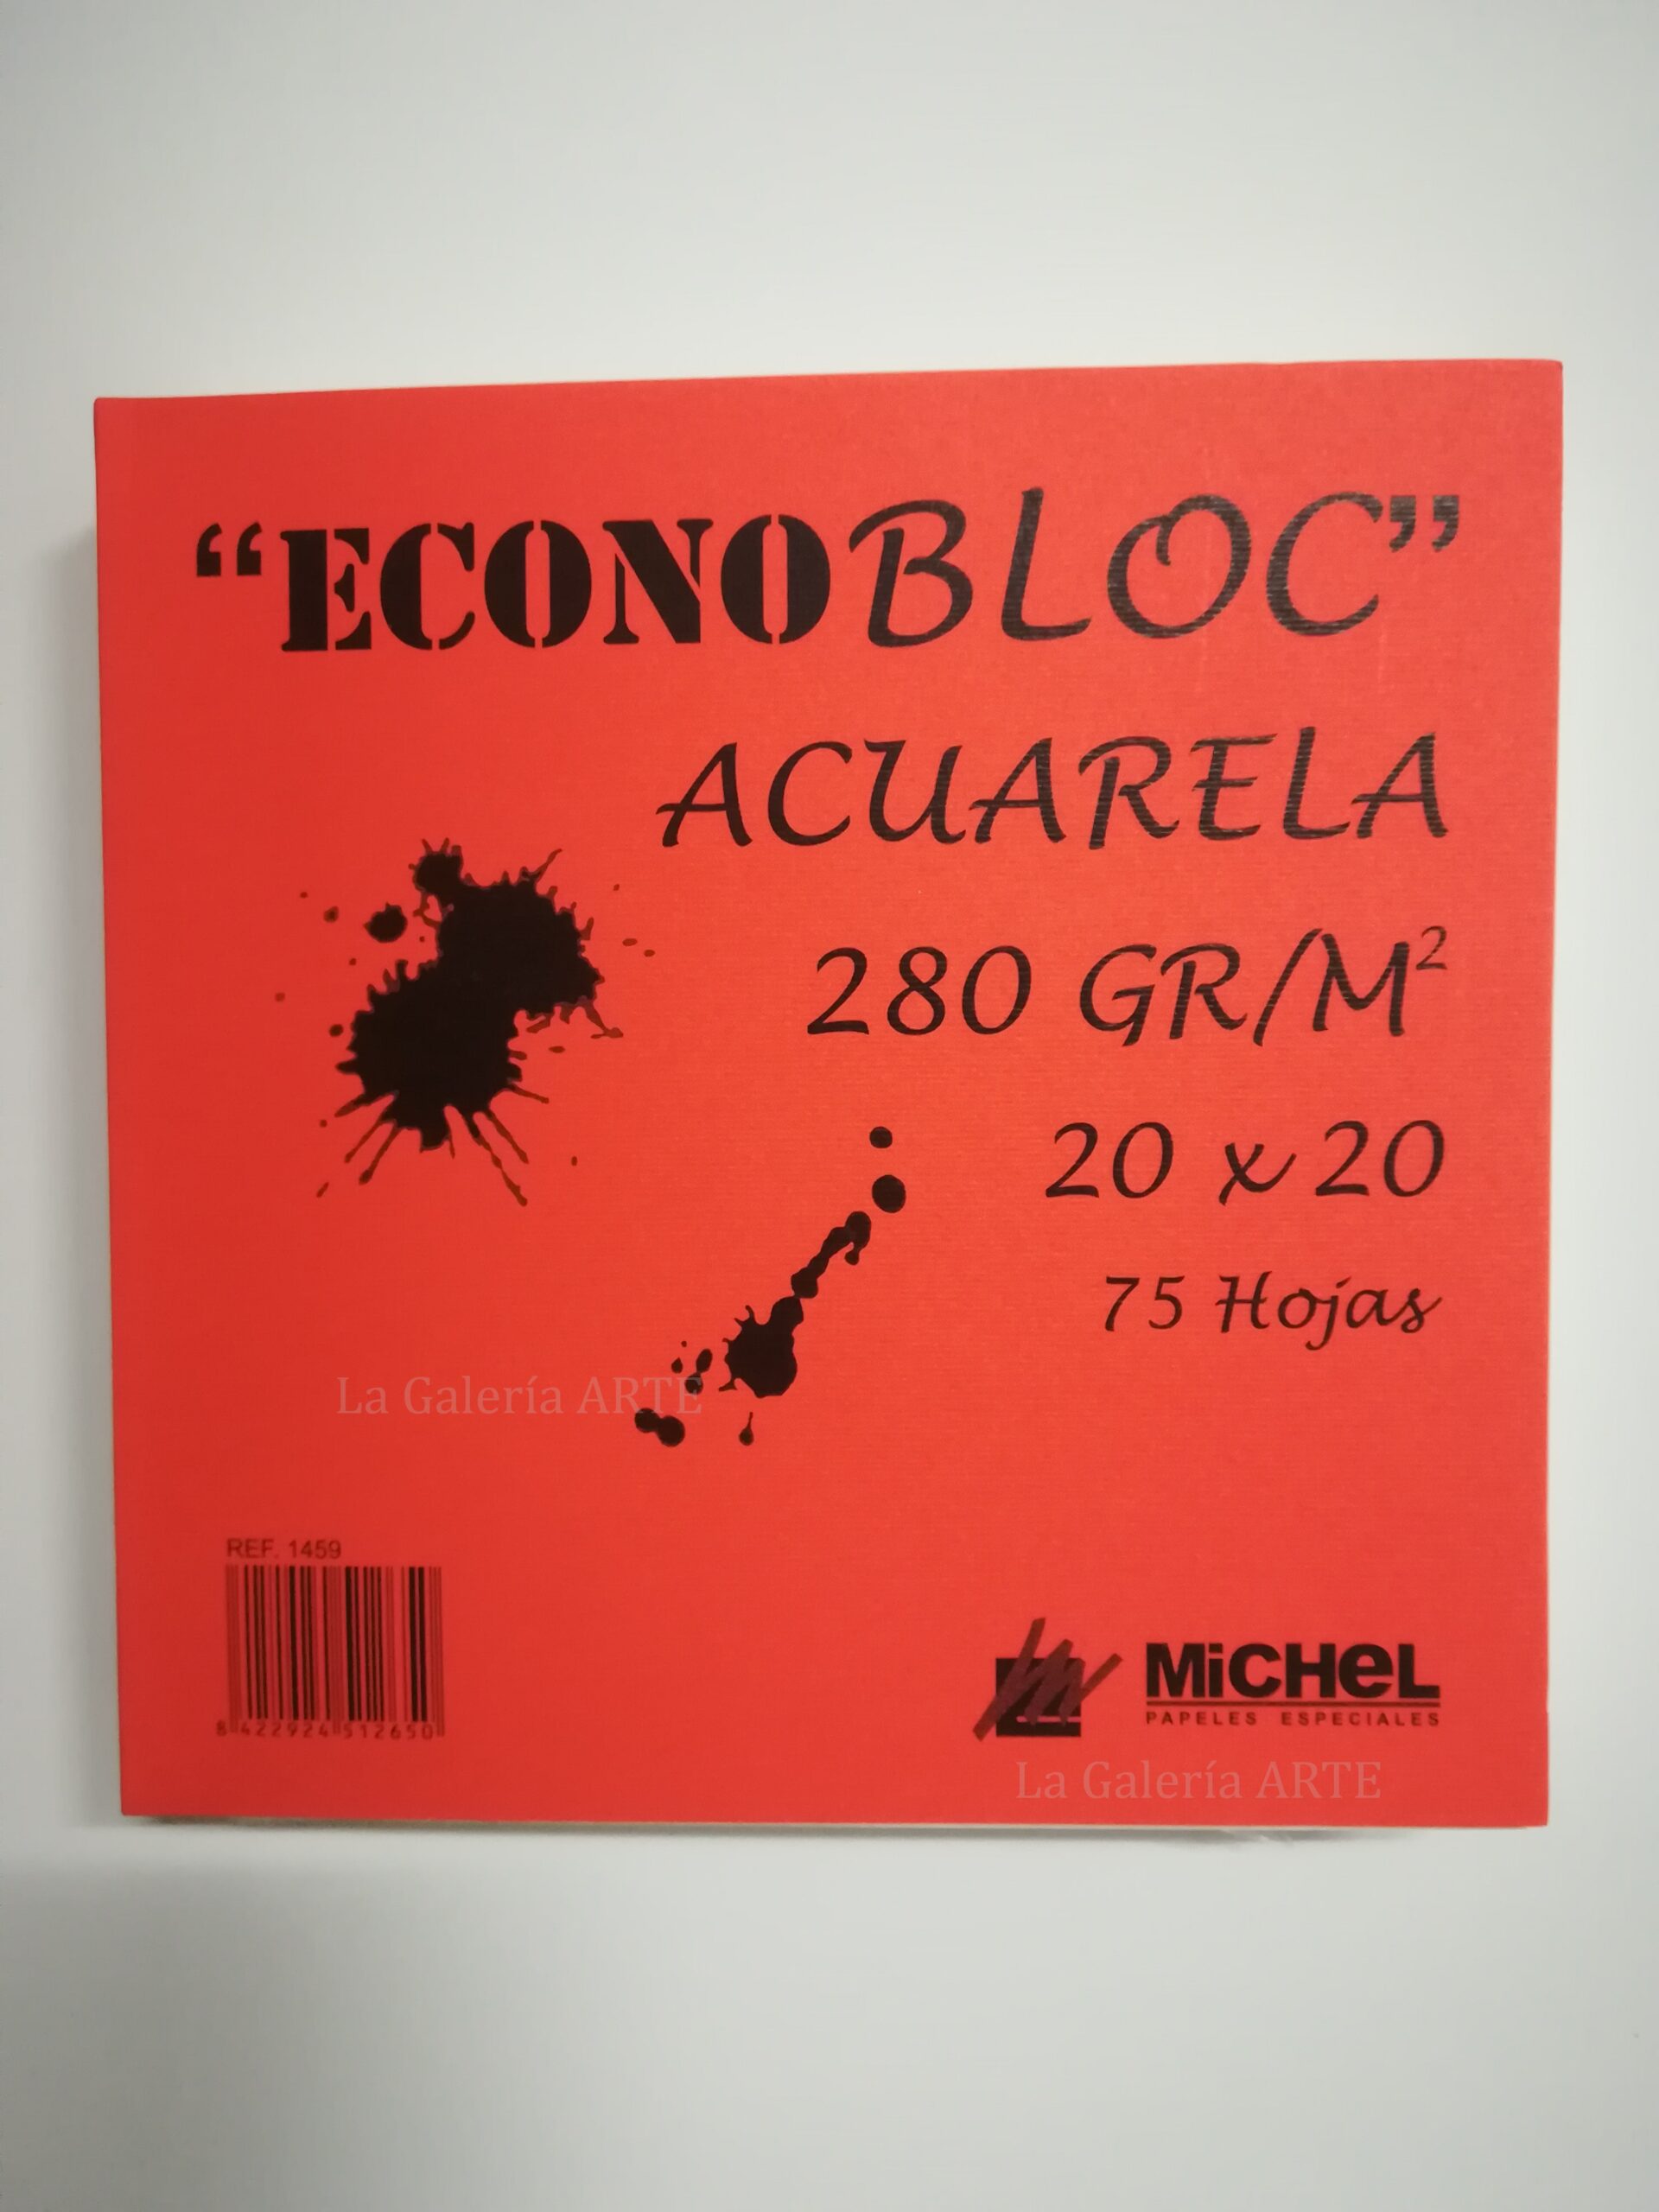 “ECONOBLOC”
ACUARELA
280 GR/M²
20 x 20
75 Hojas
La Galería ARTE
REF. 1459
8 422924 512650
MiCHeL
PAPELES ESPECIALES
La Galería ARTE